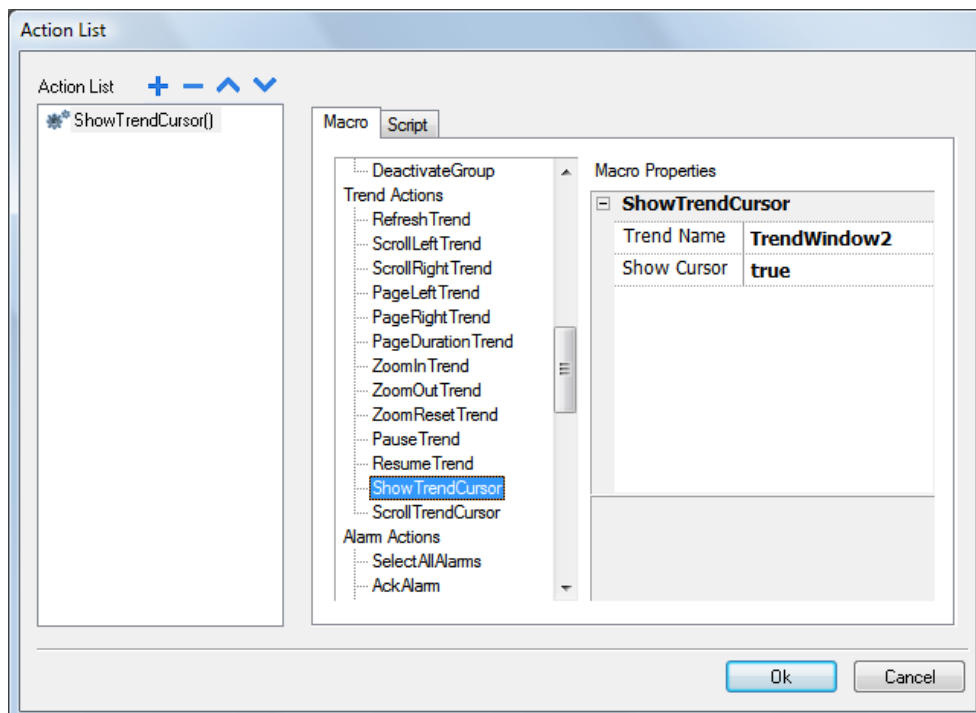 Action List
Action List
ShowTrendCursor()
Macro
Script
DeactivateGroup
Trend Actions
RefreshTrend
ScrollLeftTrend
ScrollRightTrend
PageLeftTrend
PageRightTrend
PageDurationTrend
ZoomInTrend
ZoomOutTrend
ZoomResetTrend
PauseTrend
ResumeTrend
ShowTrendCursor
ScrollTrendCursor
Alarm Actions
SelectAllAlarms
AckAlarm
Macro Properties
ShowTrendCursor
Trend Name TrendWindow2
Show Cursor true
Ok
Cancel